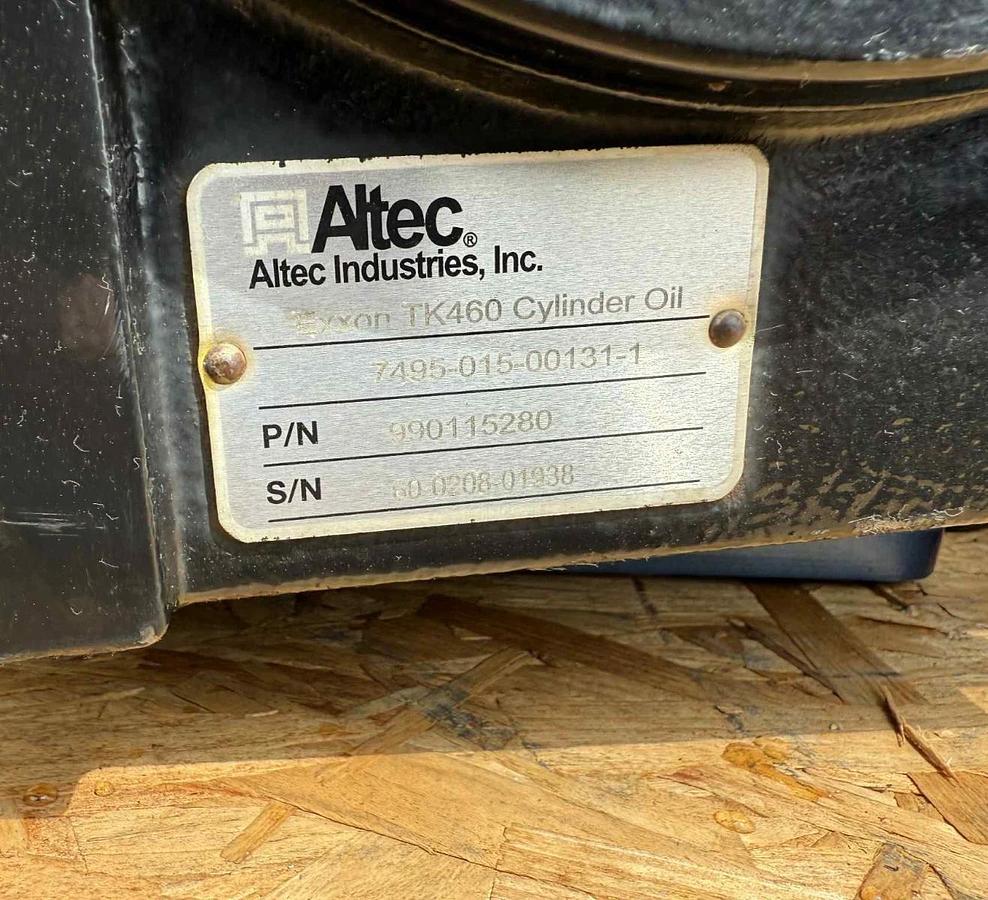 Altec®
Altec Industries, Inc.
Exxon TK460 Cylinder Oil
7495-015-00131-1
P/N 990115280
S/N 60-0208-01938